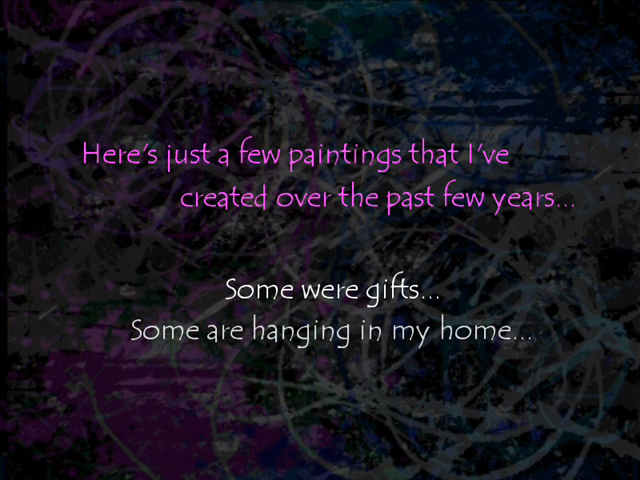 Here's just a few paintings that I've
created over the past few years...
Some were gifts...
Some are hanging in my home...